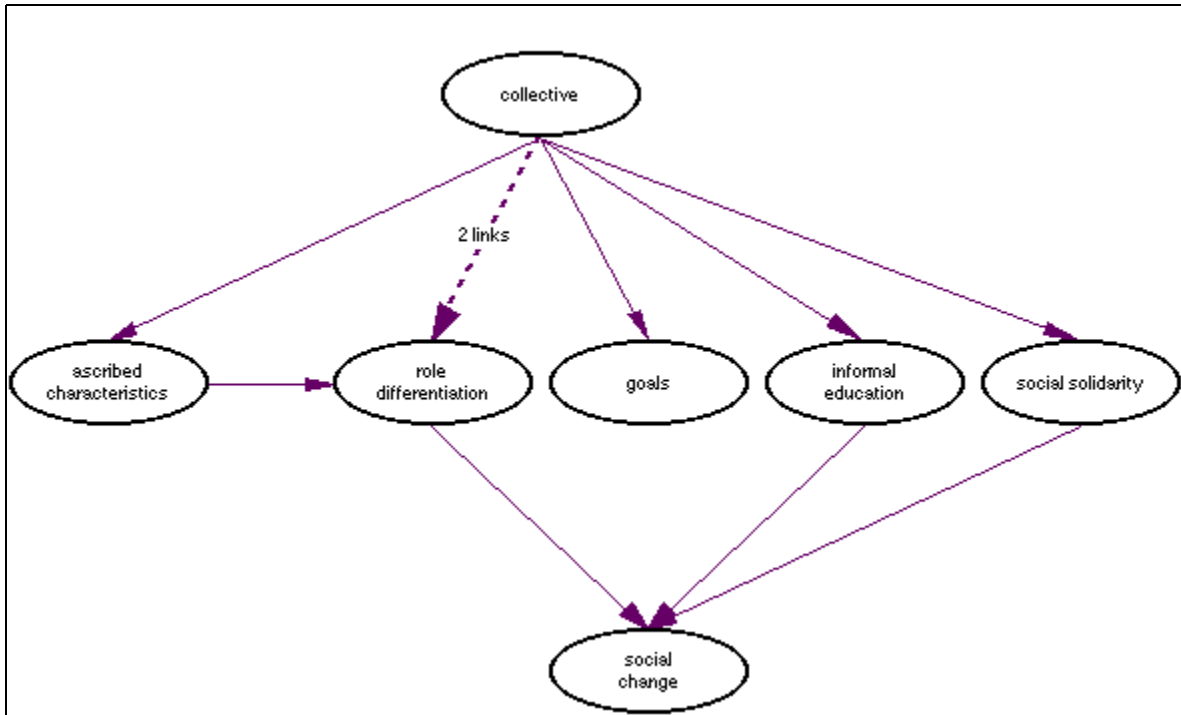 collective
2 links
ascribed
characteristics
role
differentiation
goals
informal
education
social solidarity
social
change